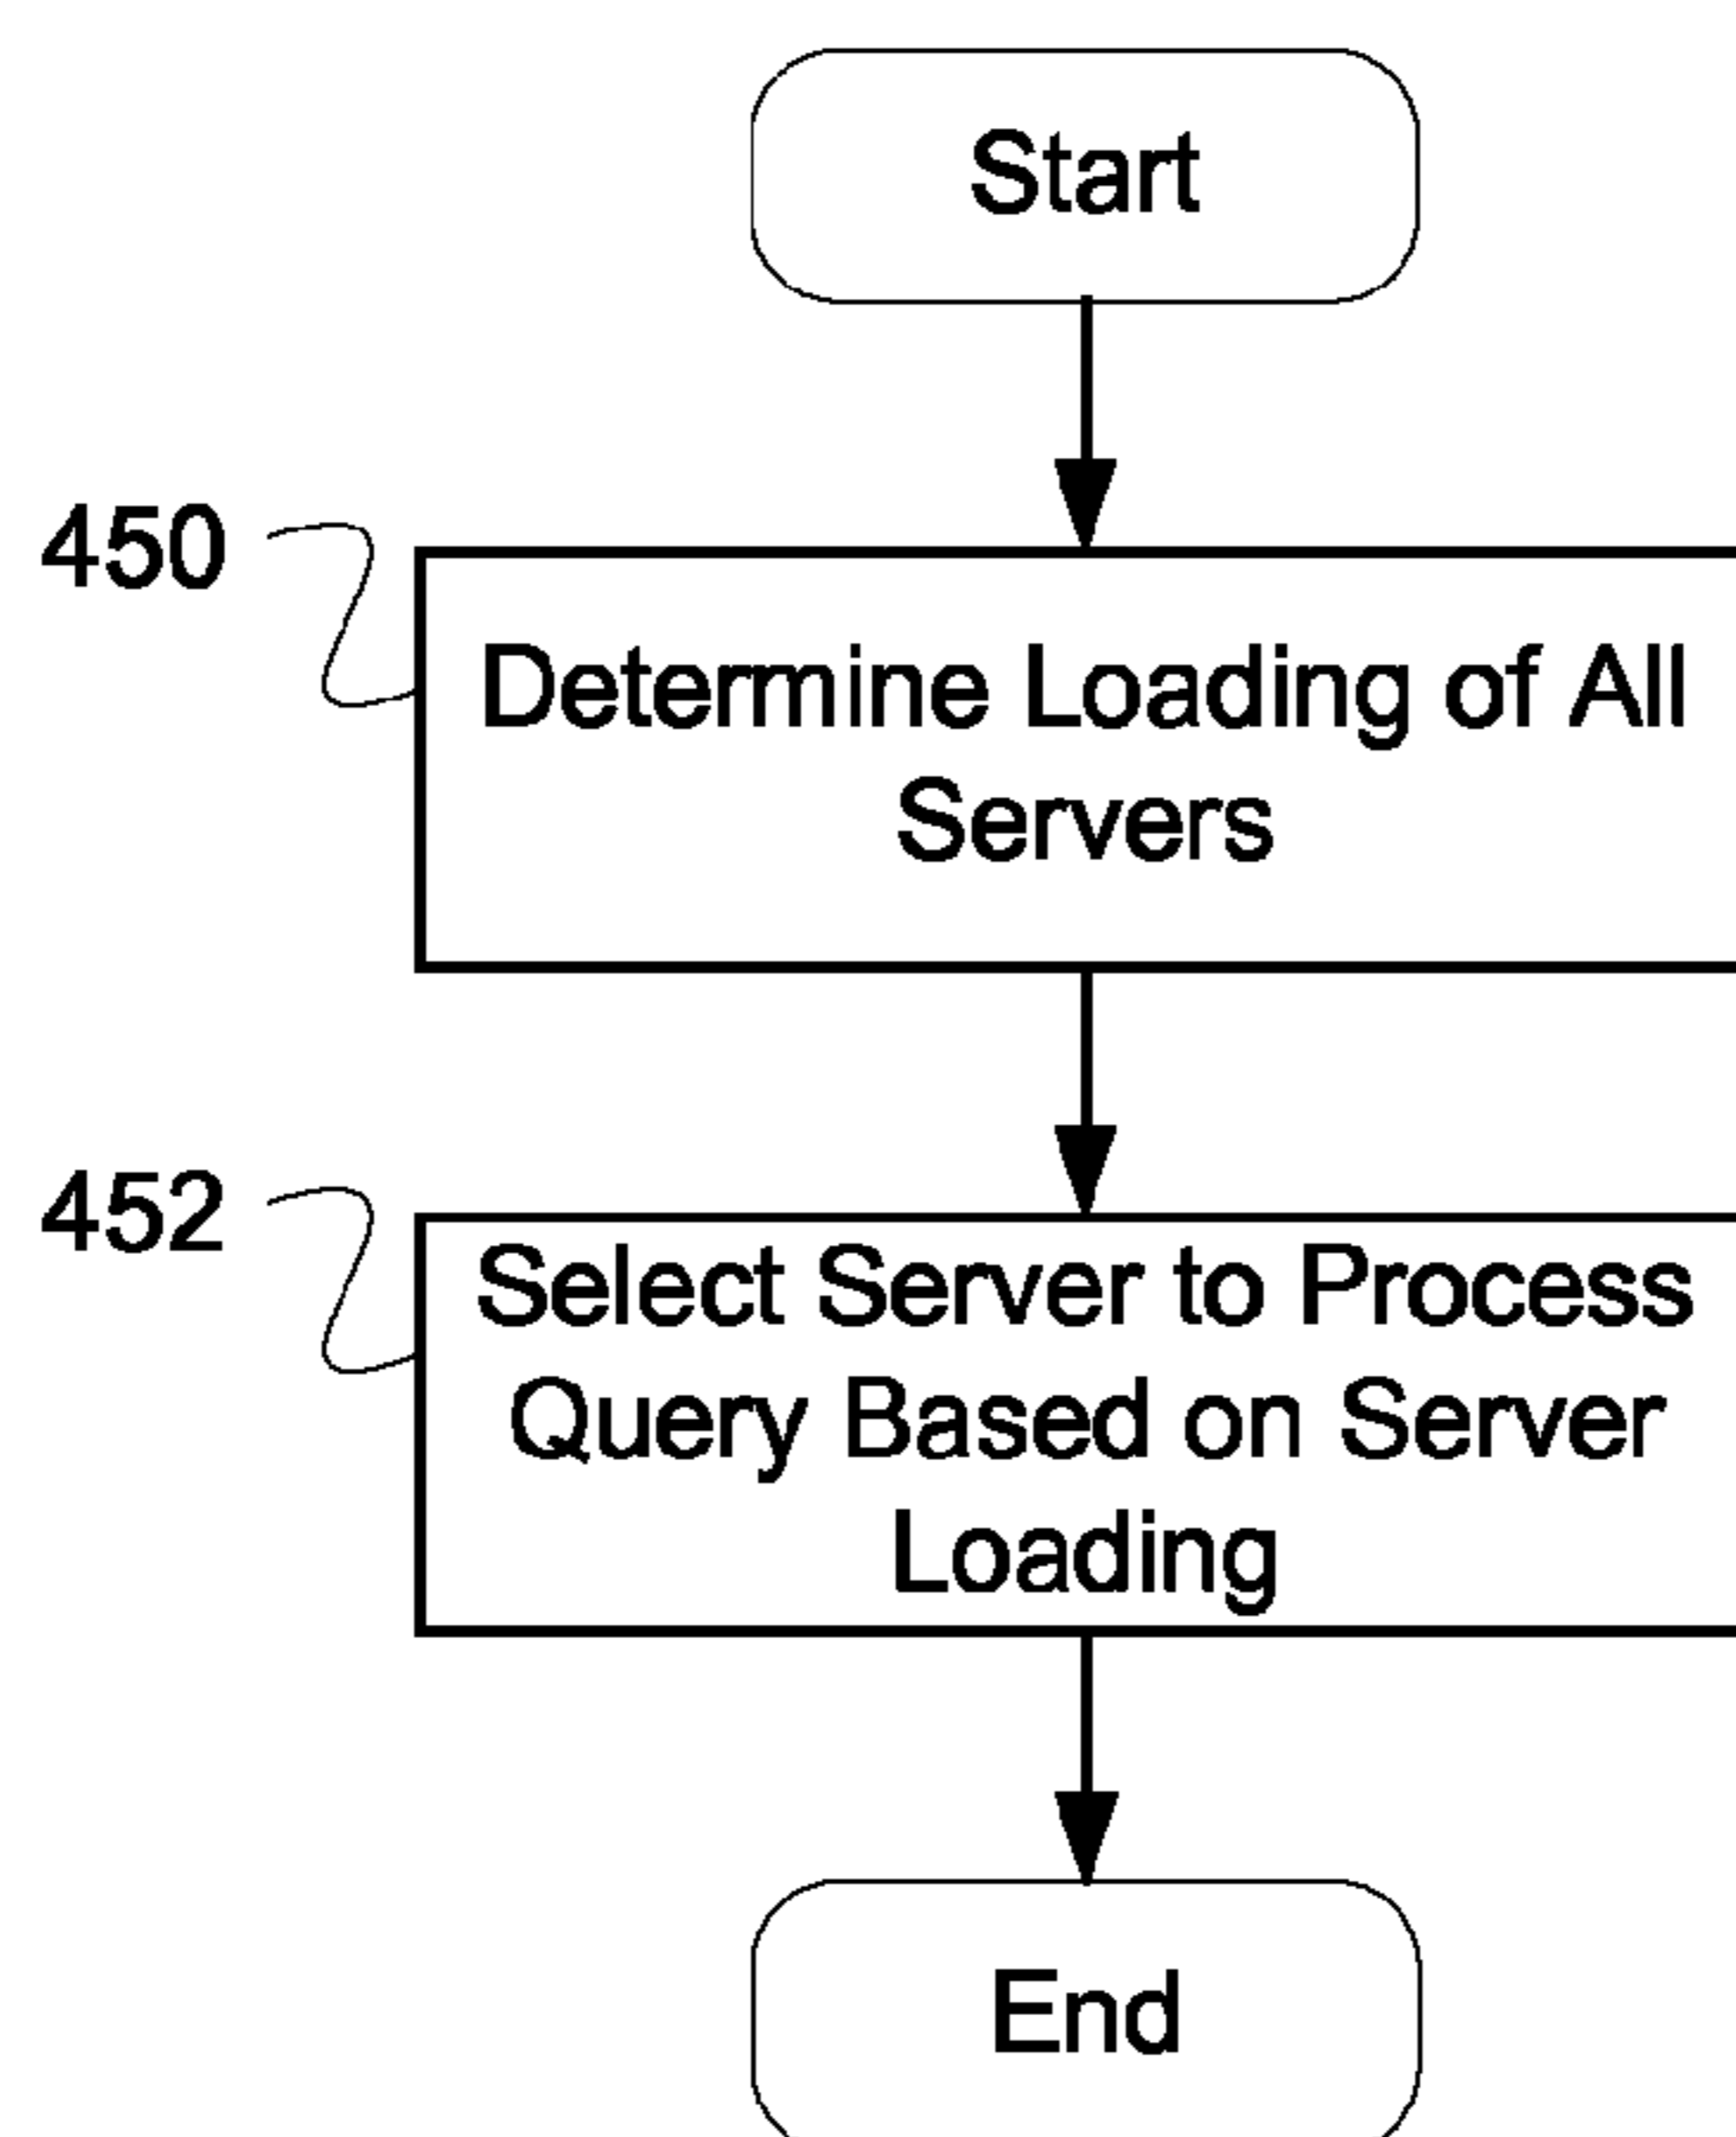 Start
450
Determine Loading of All
Servers
452
Select Server to Process
Query Based on Server
Loading
End